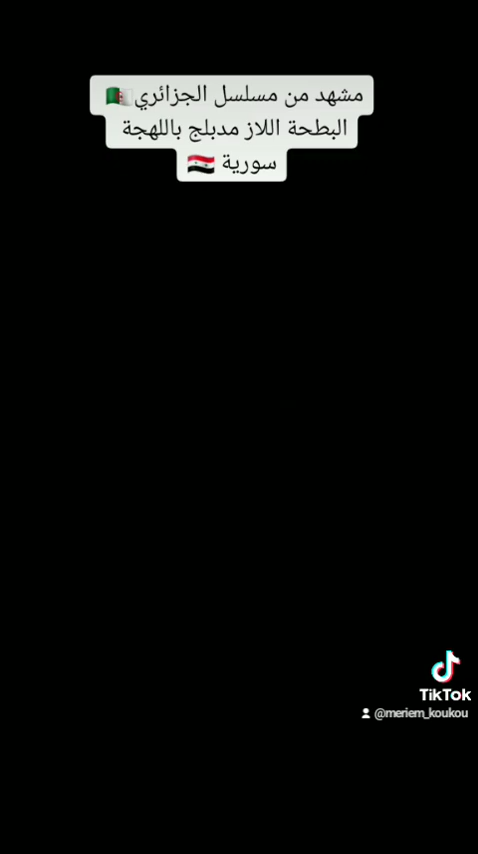 مشهد من مسلسل الجزائري 🇩🇿
البطحة اللاز مدبلج باللهجة
سورية 🇸🇾
TikTok
@meriem_koukou